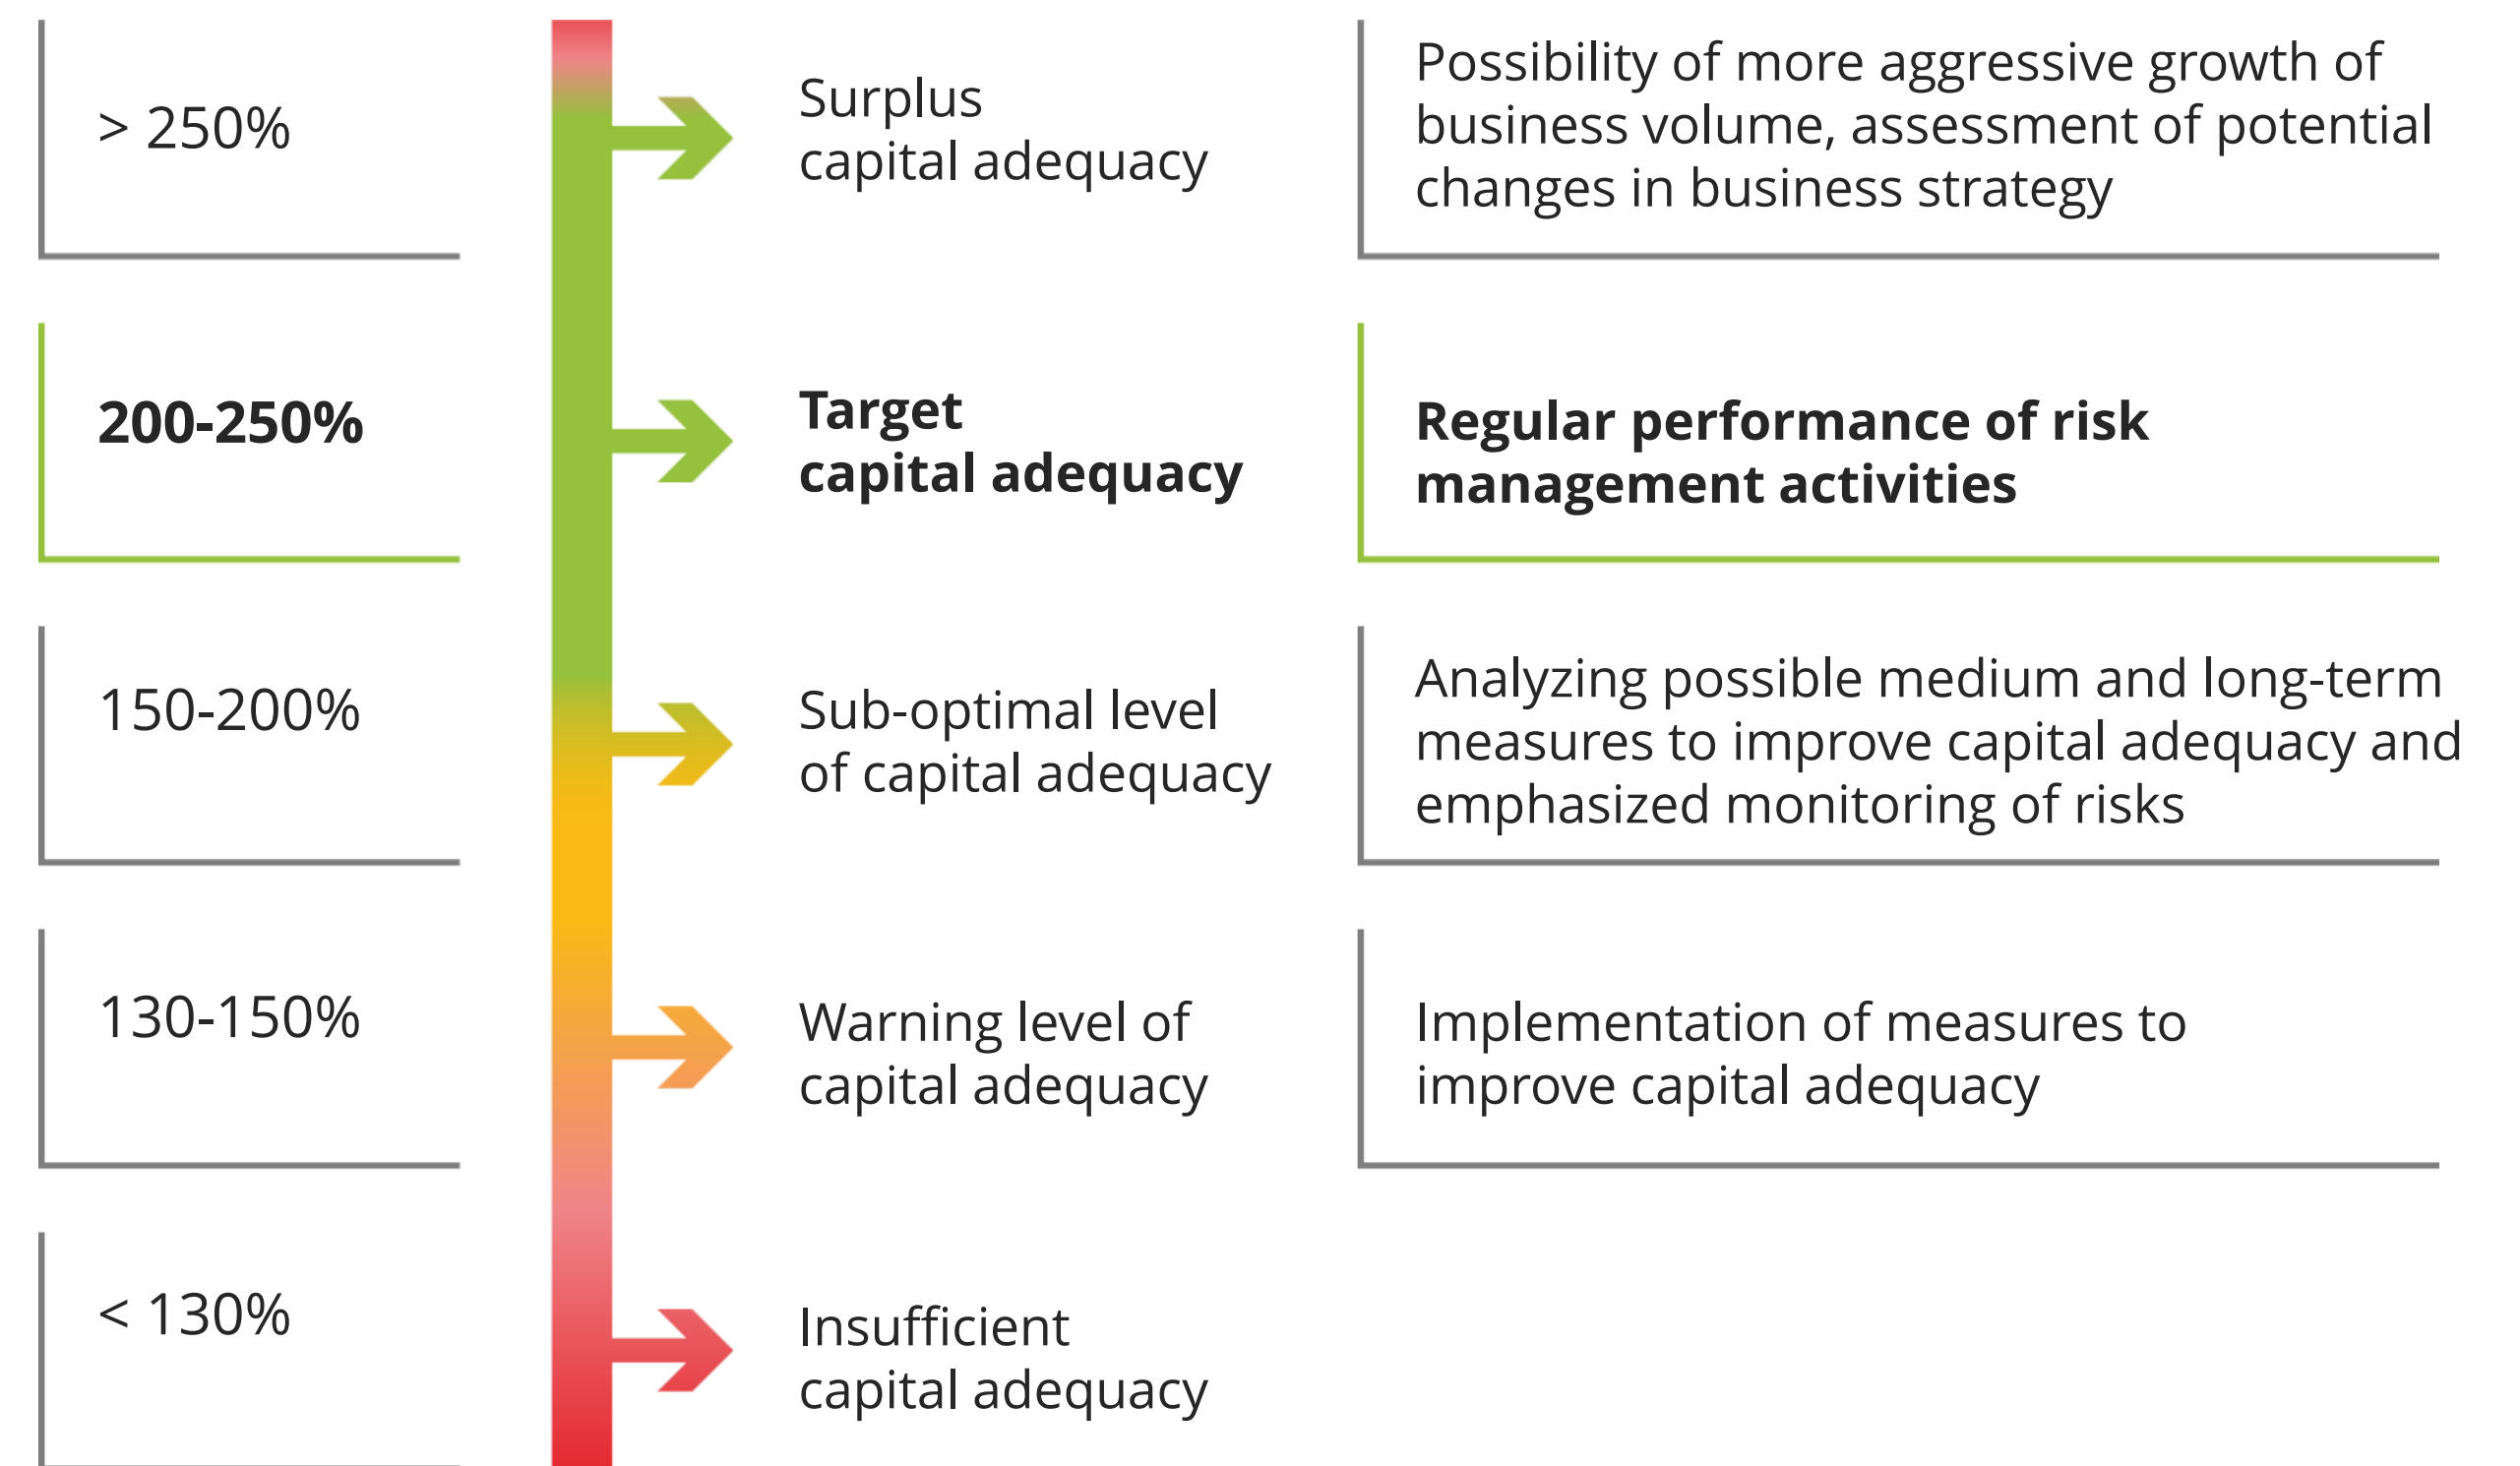 > 250%
Surplus
capital adequacy
Possibility of more aggressive growth of
business volume, assessment of potential
changes in business strategy
200-250%
Target
capital adequacy
Regular performance of risk
management activities
150-200%
Sub-optimal level
of capital adequacy
Analyzing possible medium and long-term
measures to improve capital adequacy and
emphasized monitoring of risks
130-150%
Warning level of
capital adequacy
Implementation of measures to
improve capital adequacy
< 130%
Insufficient
capital adequacy